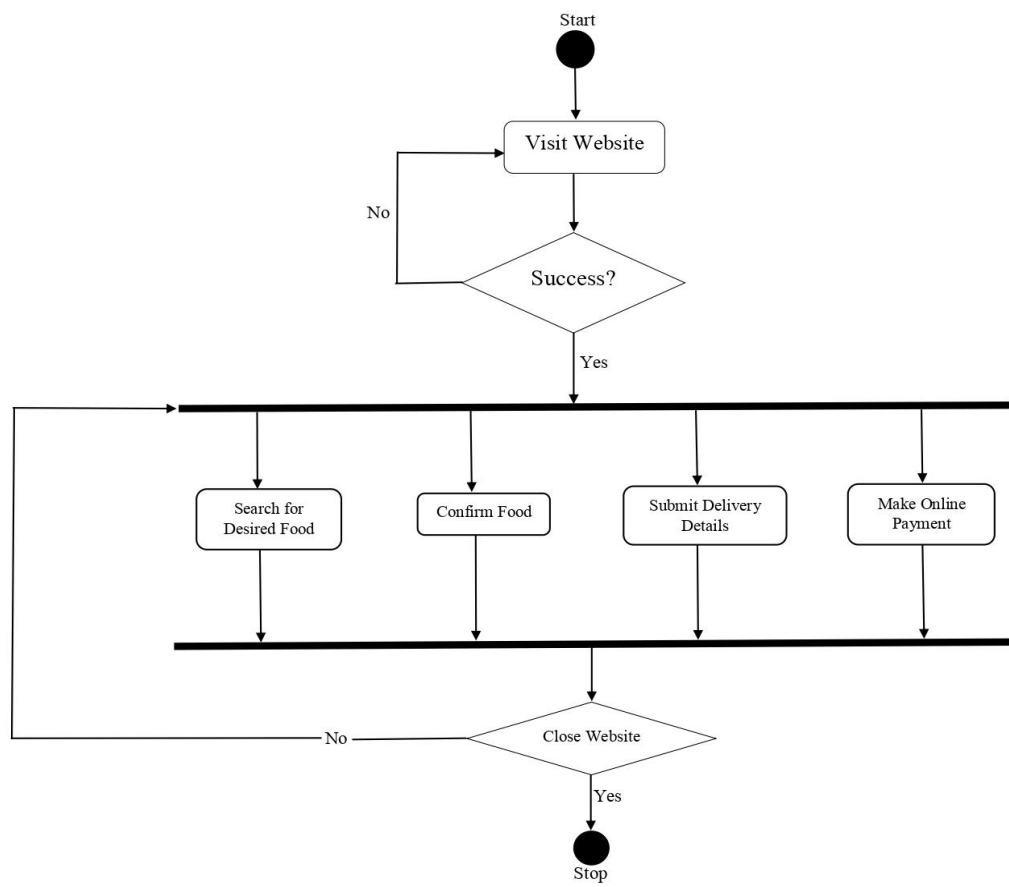 Start
Visit Website
No
Success?
Yes
Search for
Desired Food
Confirm Food
Submit Delivery
Details
Make Online
Payment
No
Close Website
Yes
Stop